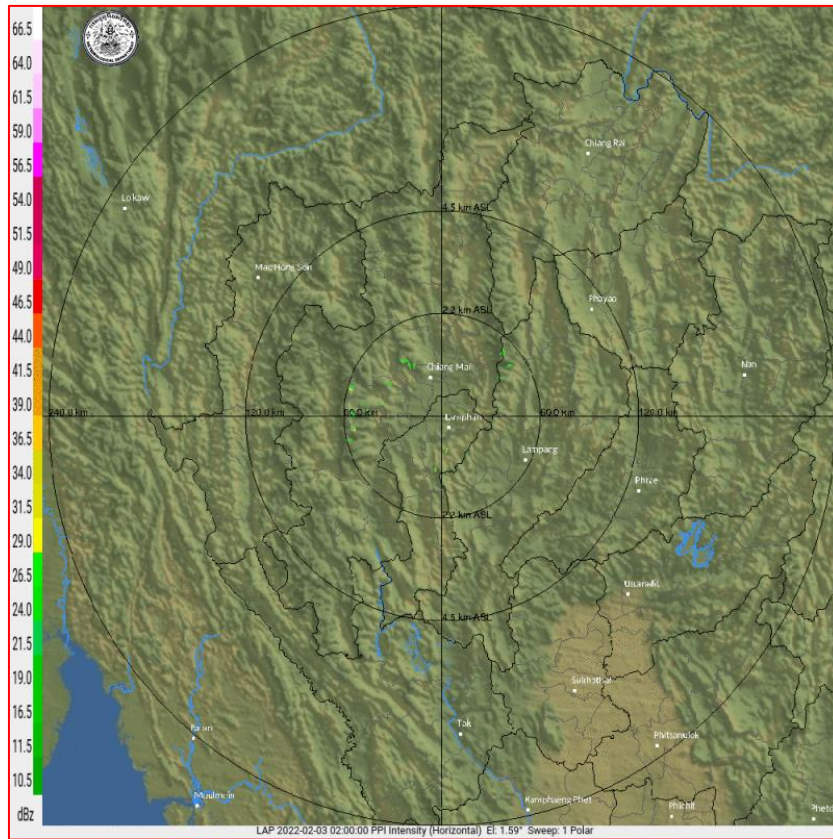 66.5
64.0
61.5
59.0
56.5
54.0
51.5
49.0
46.5
44.0
41.5
39.0
36.5
34.0
31.5
29.0
26.5
24.0
21.5
19.0
16.5
14.0
11.5
10.5
dBz
Chiang Rai
Loikaw
4.5 km ASL
Mae Hong Son
Phayao
2.2 km ASL
Nan
Chiang Mai
240.0 km
120.0 km
60.0 km
60.0 km
120.0 km
Lamphun
Lampang
Phrae
2.2 km ASL
Uttaradit
4.5 km ASL
Sukhothai
Tak
Pa-an
Phitsanulok
Moulmein
Kamphaeng Phet
Phichit
LAP 2022-02-03 02:00:00 PPI Intensity (Horizontal) El: 1.59° Sweep: 1 Polar